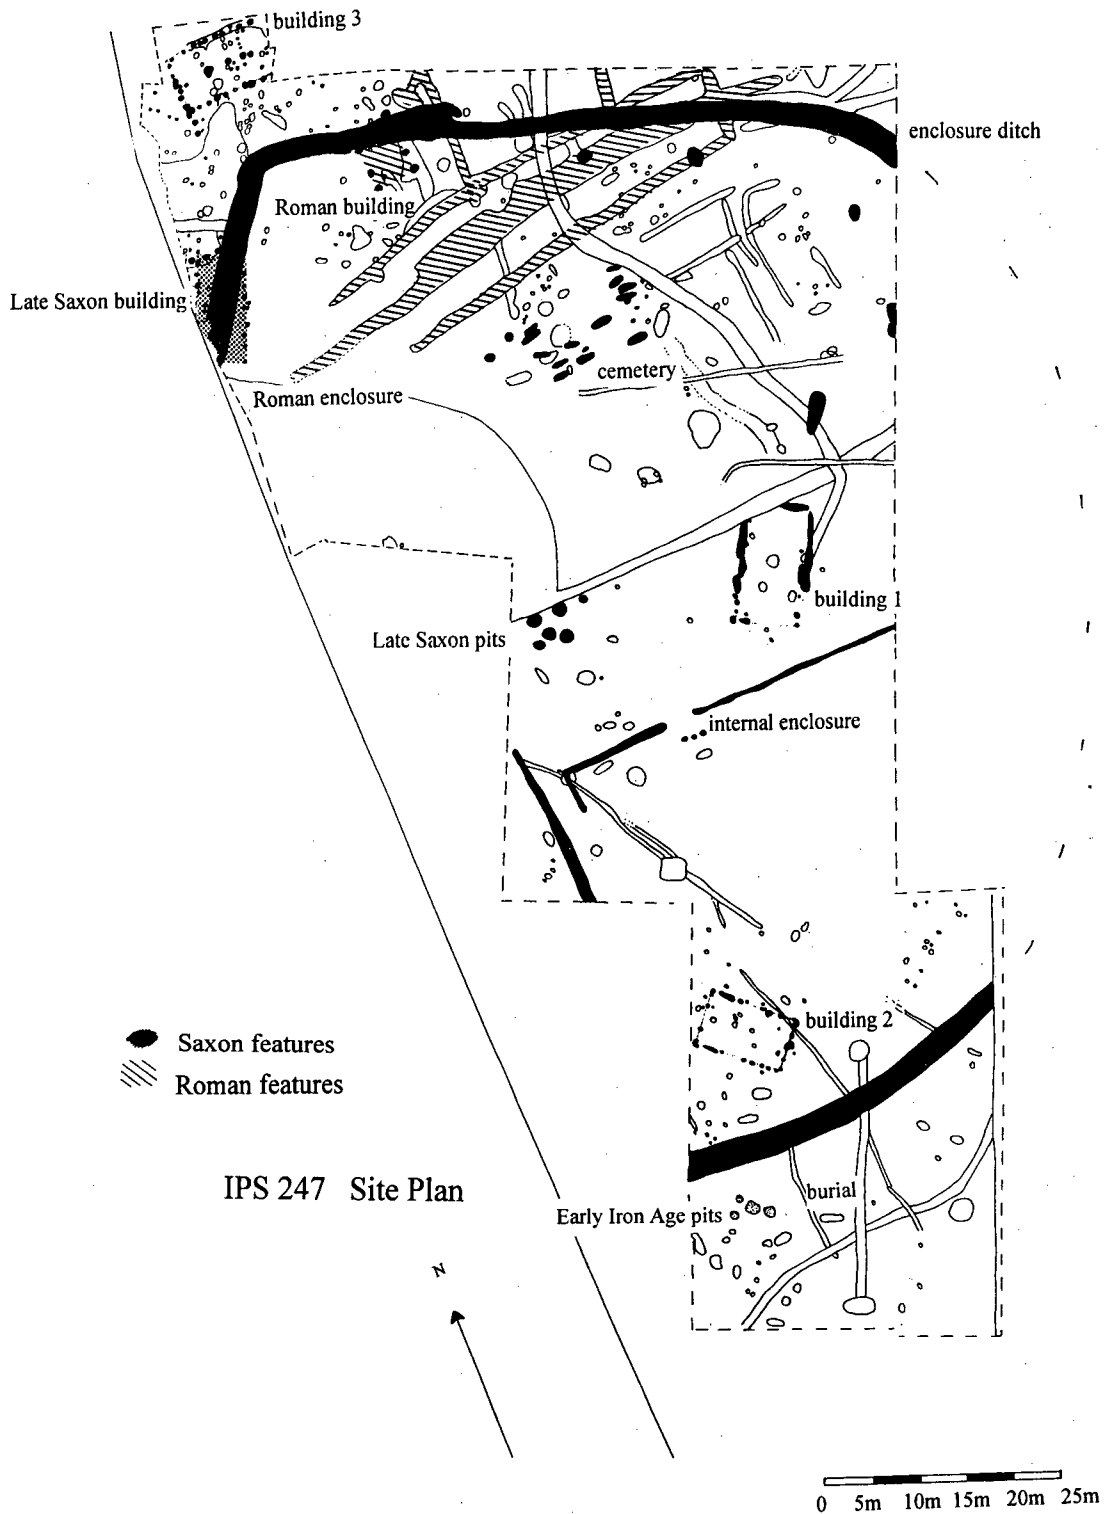 building 3
enclosure ditch
Roman building
Late Saxon building
cemetery
Roman enclosure
building 1
Late Saxon pits
internal enclosure
building 2
Saxon features
Roman features
IPS 247 Site Plan
burial
Early Iron Age pits
N
0 5m 10m 15m 20m 25m